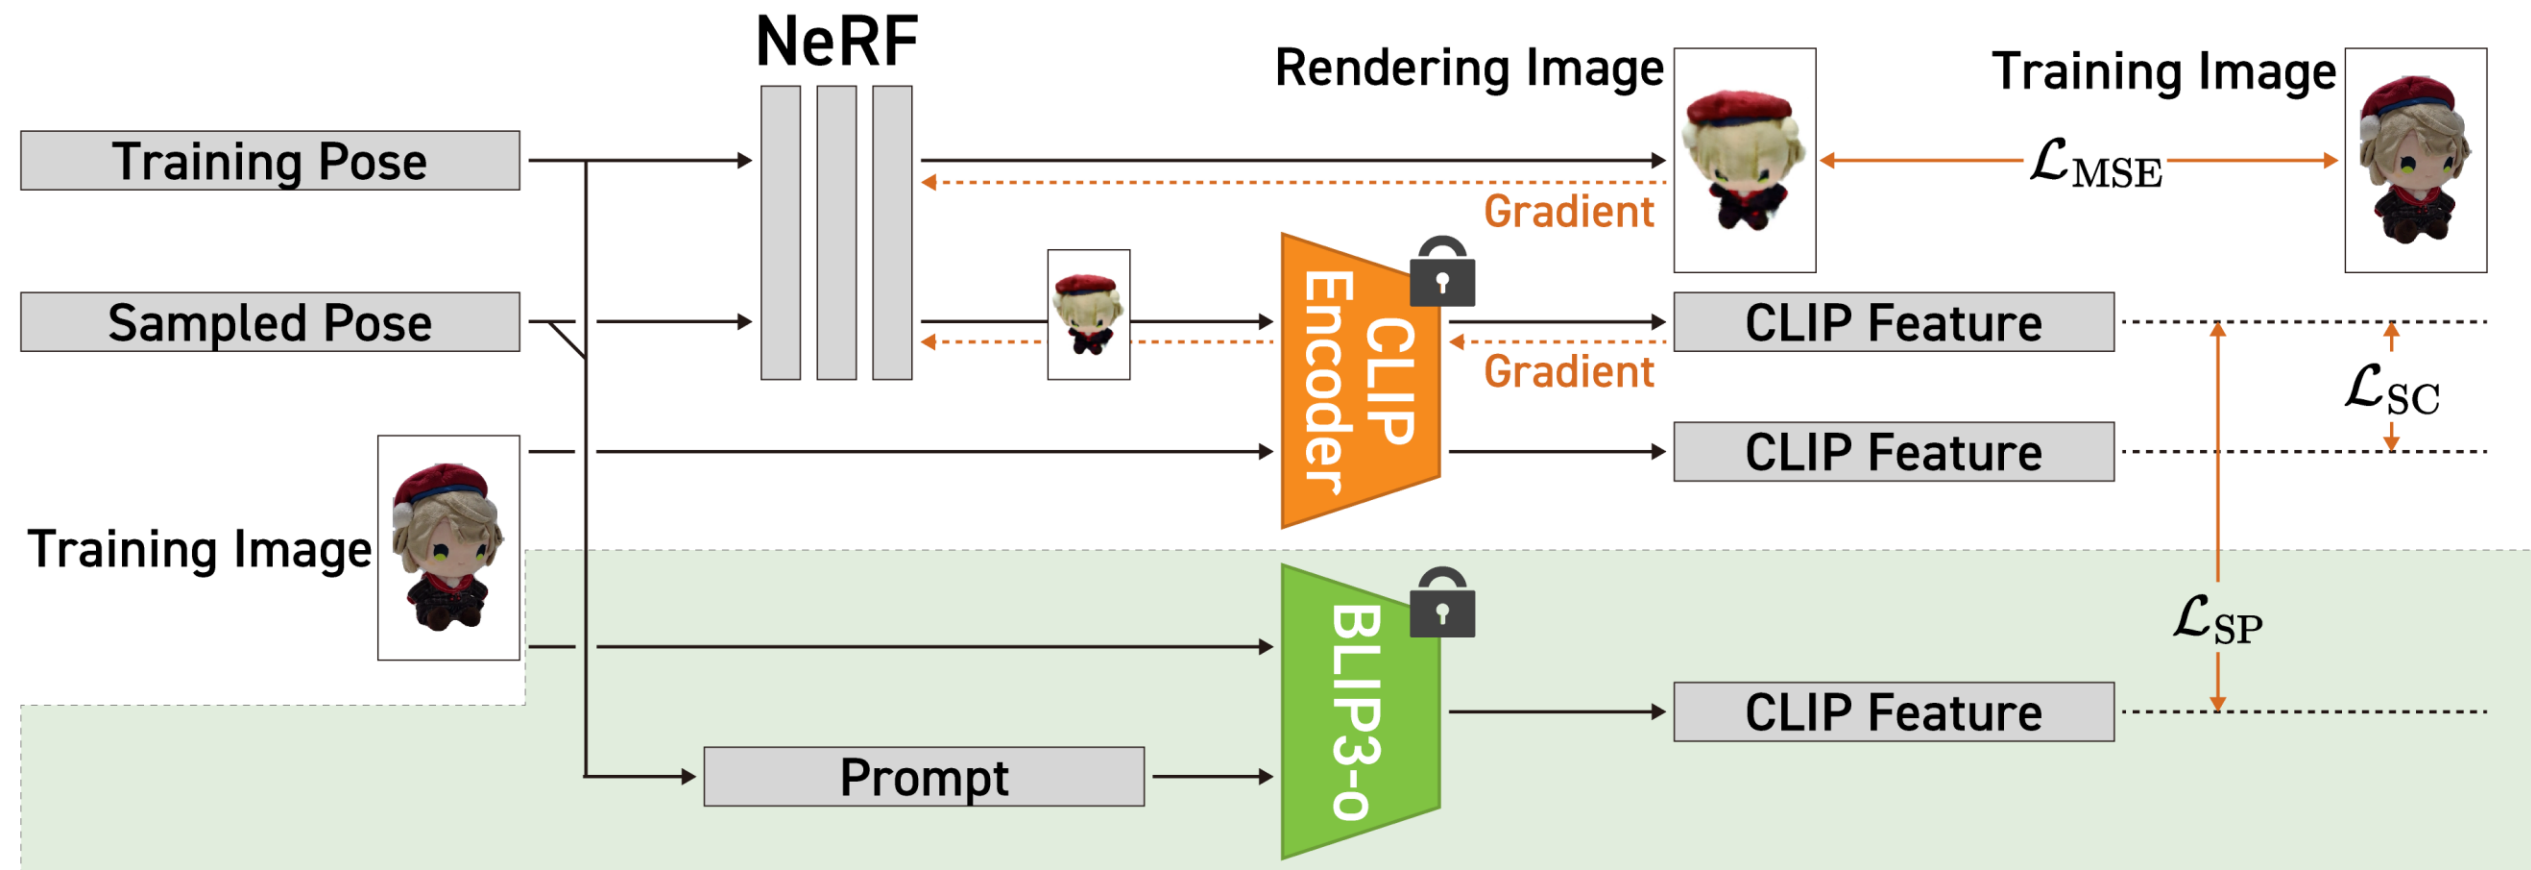 NeRF
Rendering Image
Training Image
Training Pose
ℒMSE
Gradient
Sampled Pose
CLIP
Encoder
CLIP Feature
Gradient
ℒSC
CLIP Feature
Training Image
BLIP3-o
ℒSP
CLIP Feature
Prompt